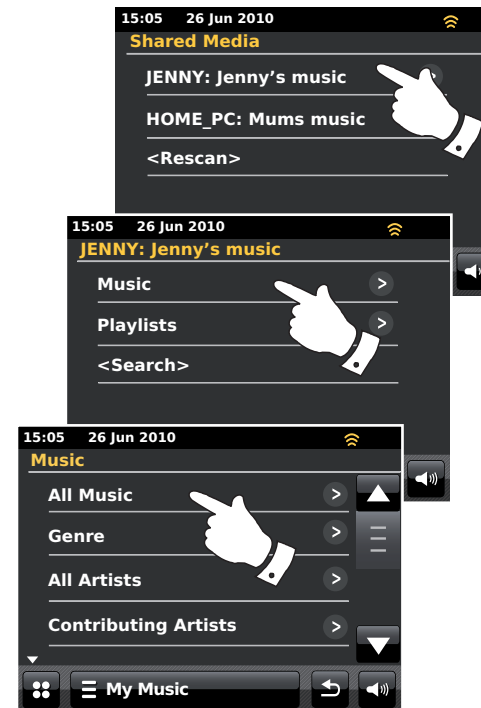 15:05 26 Jun 2010
Shared Media
JENNY: Jenny’s music
HOME_PC: Mums music
<Rescan>
15:05 26 Jun 2010
JENNY: Jenny’s music
Music
Playlists
<Search>
15:05 26 Jun 2010
Music
All Music
Genre
All Artists
Contributing Artists
My Music